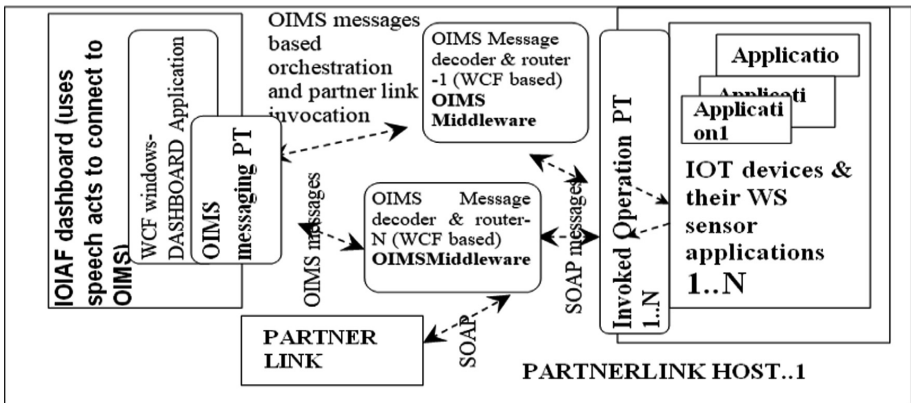 IOIAF dashboard (uses
speech acts to connect to
OIMS)
WCF windows-
DASHBOARD Application
OIMS
messaging PT
OIMS messages
based
orchestration
and partner link
invocation
OIMS Message
decoder & router
-1 (WCF based)
OIMS
Middleware
OIMS messages
OIMS Message
decoder & router-
N (WCF based)
OIMSMiddleware
SOAP messages
Invoked Operation PT
1..N
Applicatio
Applicati
Applicati
on1
IOT devices &
their WS
sensor
applications
1..N
PARTNER
LINK
SOAP
PARTNERLINK HOST..1